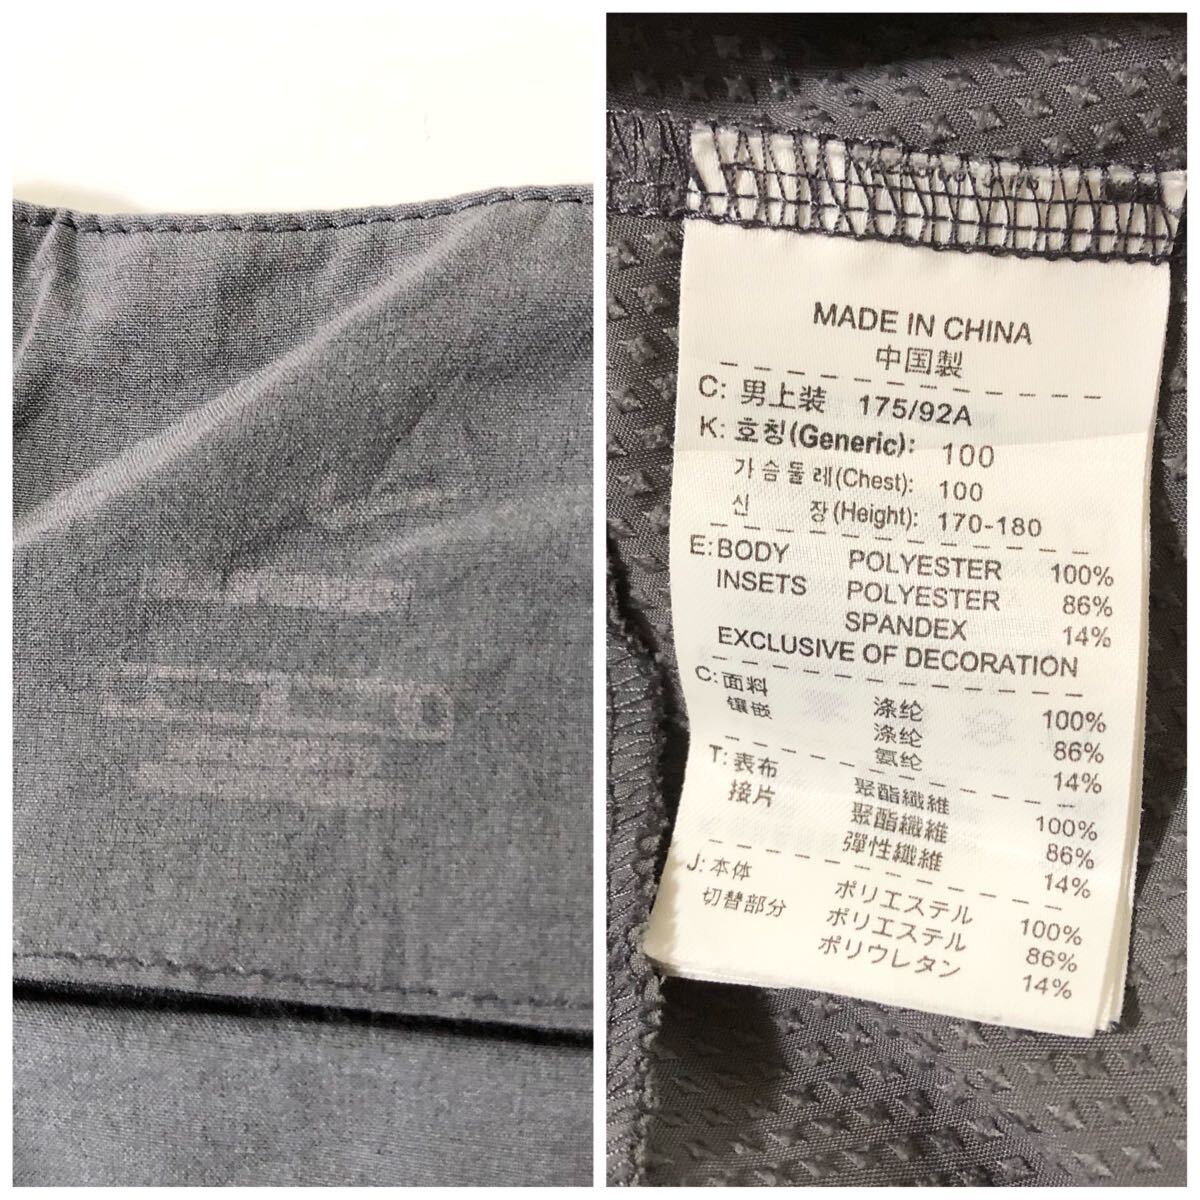 MADE IN CHINA
中国製
C: 男上装 175/92A
K: 호칭(Generic): 100
가슴둘레(Chest): 100
신 장(Height): 170-180
E: BODY POLYESTER 100%
INSETS POLYESTER 86%
SPANDEX 14%
EXCLUSIVE OF DECORATION
C: 面料 涤纶 100%
镶嵌 涤纶 86%
氨纶 14%
T: 表布 聚酯纖維 100%
接片 聚酯纖維 86%
彈性纖維 14%
J: 本体 ポリエステル 100%
切替部分 ポリエステル 86%
ポリウレタン 14%